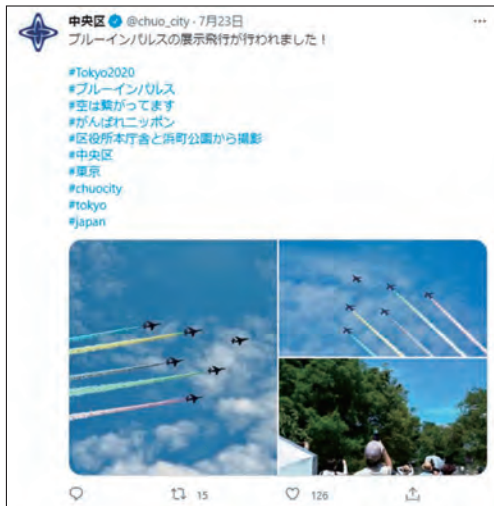 中央区 @chuo_city・7月23日
ブルーインパルスの展示飛行が行われました！
#Tokyo2020
#ブルーインパルス
#空は繋がってます
#がんばれニッポン
#区役所本庁舎と浜町公園から撮影
#中央区
#東京
#chuocity
#tokyo
#japan
15
126